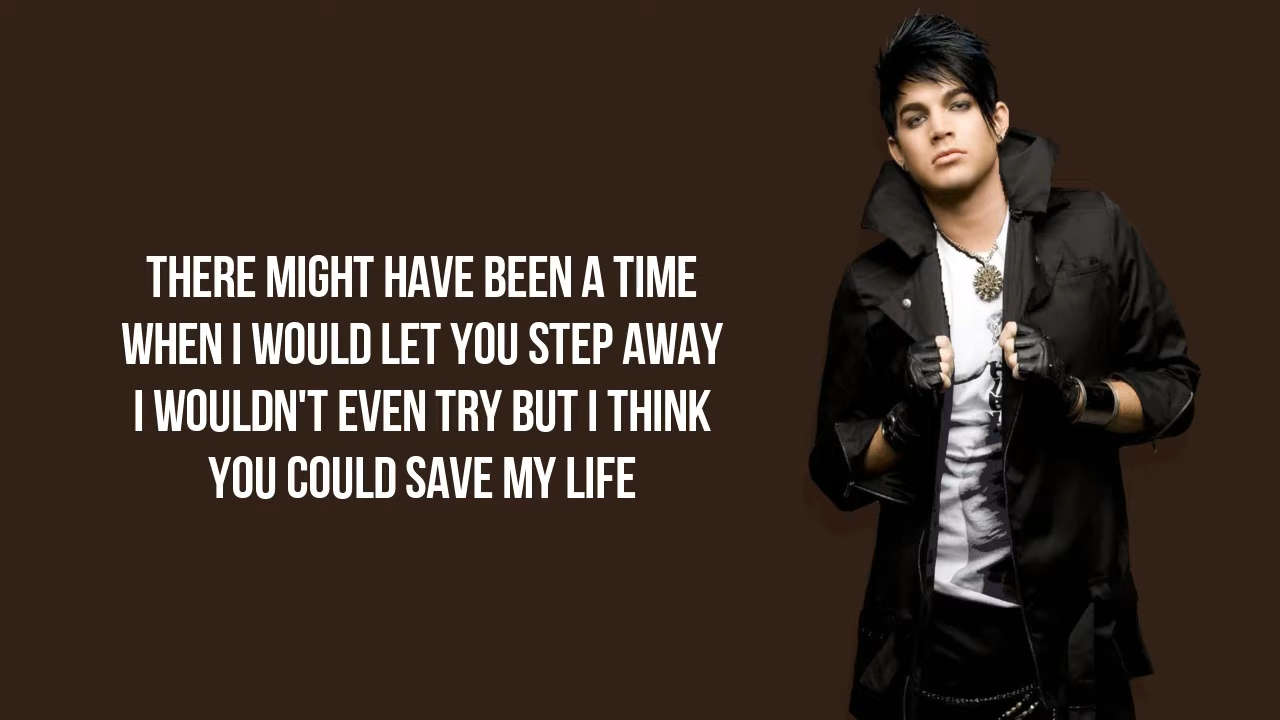 THERE MIGHT HAVE BEEN A TIME
WHEN I WOULD LET YOU STEP AWAY
I WOULDN'T EVEN TRY BUT I THINK
YOU COULD SAVE MY LIFE